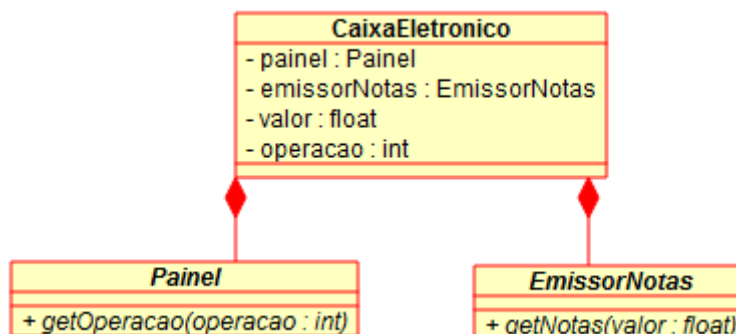 CaixaEletronico
- painel : Painel
- emissorNotas : EmissorNotas
- valor : float
- operacao : int
Painel
+ getOperacao(operacao : int)
EmissorNotas
+ getNotas(valor : float)